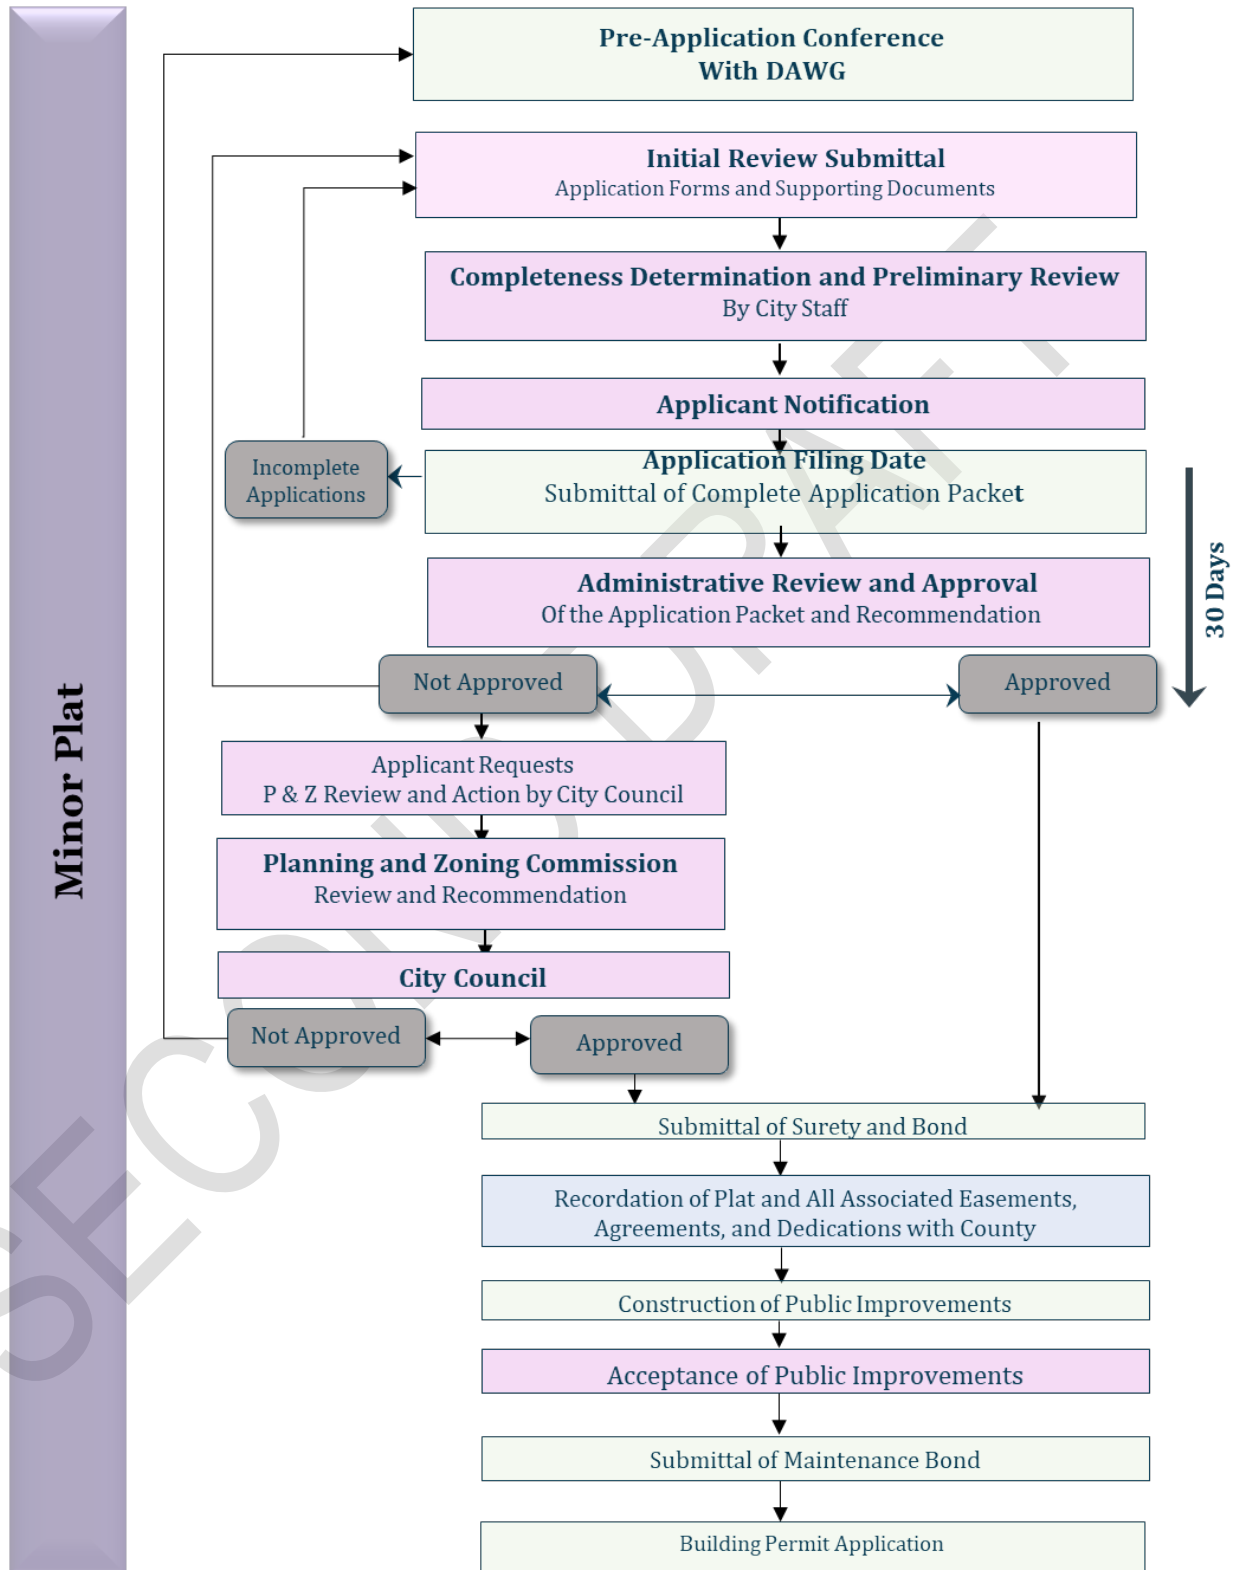 Pre-Application Conference
With DAWG
Initial Review Submittal
Application Forms and Supporting Documents
Completeness Determination and Preliminary Review
By City Staff
Applicant Notification
Incomplete
Applications
Application Filing Date
Submittal of Complete Application Packet
30 Days
Administrative Review and Approval
Of the Application Packet and Recommendation
Not Approved
Approved
Minor Plat
Applicant Requests
P & Z Review and Action by City Council
Planning and Zoning Commission
Review and Recommendation
City Council
Not Approved
Approved
Submittal of Surety and Bond
Recordation of Plat and All Associated Easements,
Agreements, and Dedications with County
Construction of Public Improvements
Acceptance of Public Improvements
Submittal of Maintenance Bond
Building Permit Application
SECOND DRAFT